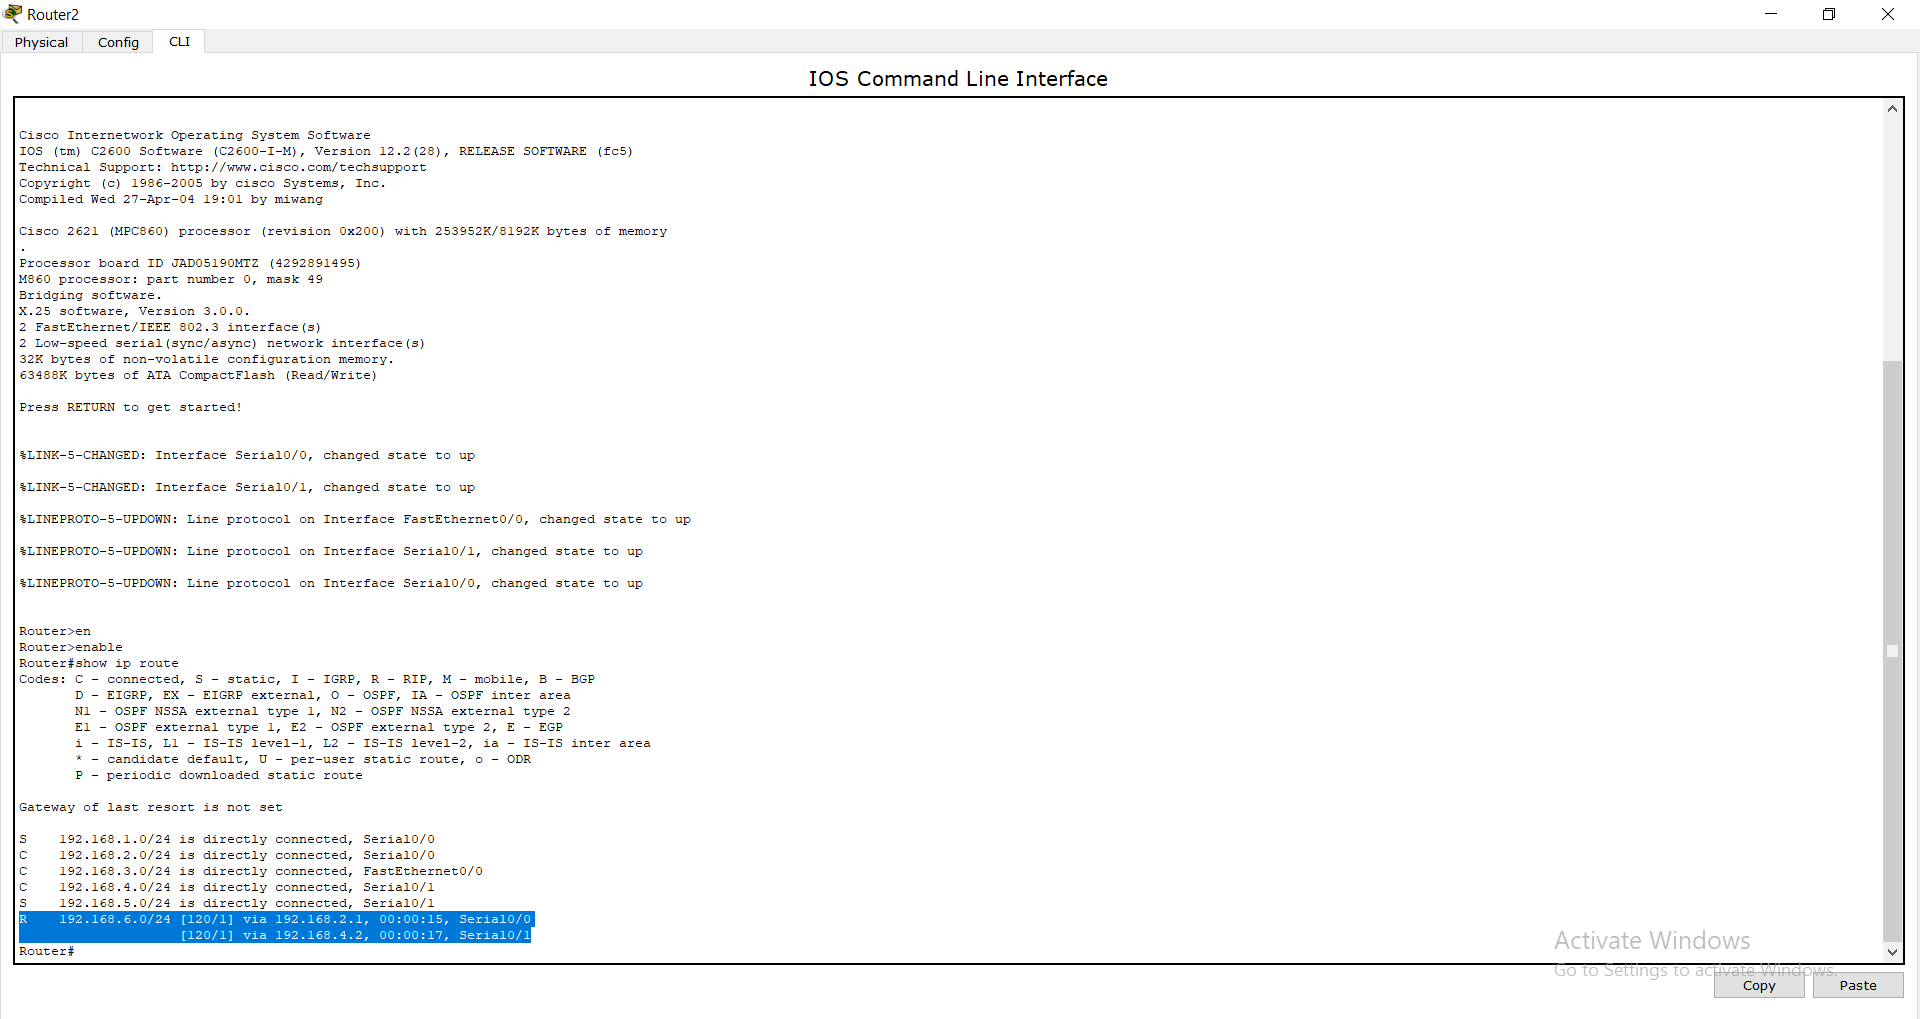 Router2
Physical Config CLI
IOS Command Line Interface
Cisco Internetwork Operating System Software
IOS (tm) C2600 Software (C2600-I-M), Version 12.2(28), RELEASE SOFTWARE (fc5)
Technical Support: http://www.cisco.com/techsupport
Copyright (c) 1986-2005 by cisco Systems, Inc.
Compiled Wed 27-Apr-04 19:01 by miwang
Cisco 2621 (MPC860) processor (revision 0x200) with 253952K/8192K bytes of memory
.
Processor board ID JAD05190MTZ (4292891495)
M860 processor: part number 0, mask 49
Bridging software.
X.25 software, Version 3.0.0.
2 FastEthernet/IEEE 802.3 interface(s)
2 Low-speed serial(sync/async) network interface(s)
32K bytes of non-volatile configuration memory.
63488K bytes of ATA CompactFlash (Read/Write)
Press RETURN to get started!
%LINK-5-CHANGED: Interface Serial0/0, changed state to up
%LINK-5-CHANGED: Interface Serial0/1, changed state to up
%LINEPROTO-5-UPDOWN: Line protocol on Interface FastEthernet0/0, changed state to up
%LINEPROTO-5-UPDOWN: Line protocol on Interface Serial0/1, changed state to up
%LINEPROTO-5-UPDOWN: Line protocol on Interface Serial0/0, changed state to up
Router>en
Router>enable
Router#show ip route
Codes: C - connected, S - static, I - IGRP, R - RIP, M - mobile, B - BGP
D - EIGRP, EX - EIGRP external, O - OSPF, IA - OSPF inter area
N1 - OSPF NSSA external type 1, N2 - OSPF NSSA external type 2
E1 - OSPF external type 1, E2 - OSPF external type 2, E - EGP
i - IS-IS, L1 - IS-IS level-1, L2 - IS-IS level-2, ia - IS-IS inter area
* - candidate default, U - per-user static route, o - ODR
P - periodic downloaded static route
Gateway of last resort is not set
S 192.168.1.0/24 is directly connected, Serial0/0
C 192.168.2.0/24 is directly connected, Serial0/0
C 192.168.3.0/24 is directly connected, FastEthernet0/0
C 192.168.4.0/24 is directly connected, Serial0/1
S 192.168.5.0/24 is directly connected, Serial0/1
R 192.168.6.0/24 [120/1] via 192.168.2.1, 00:00:15, Serial0/0
[120/1] via 192.168.4.2, 00:00:17, Serial0/1
Router#
Activate Windows
Go to Settings to activate Windows.
Copy Paste